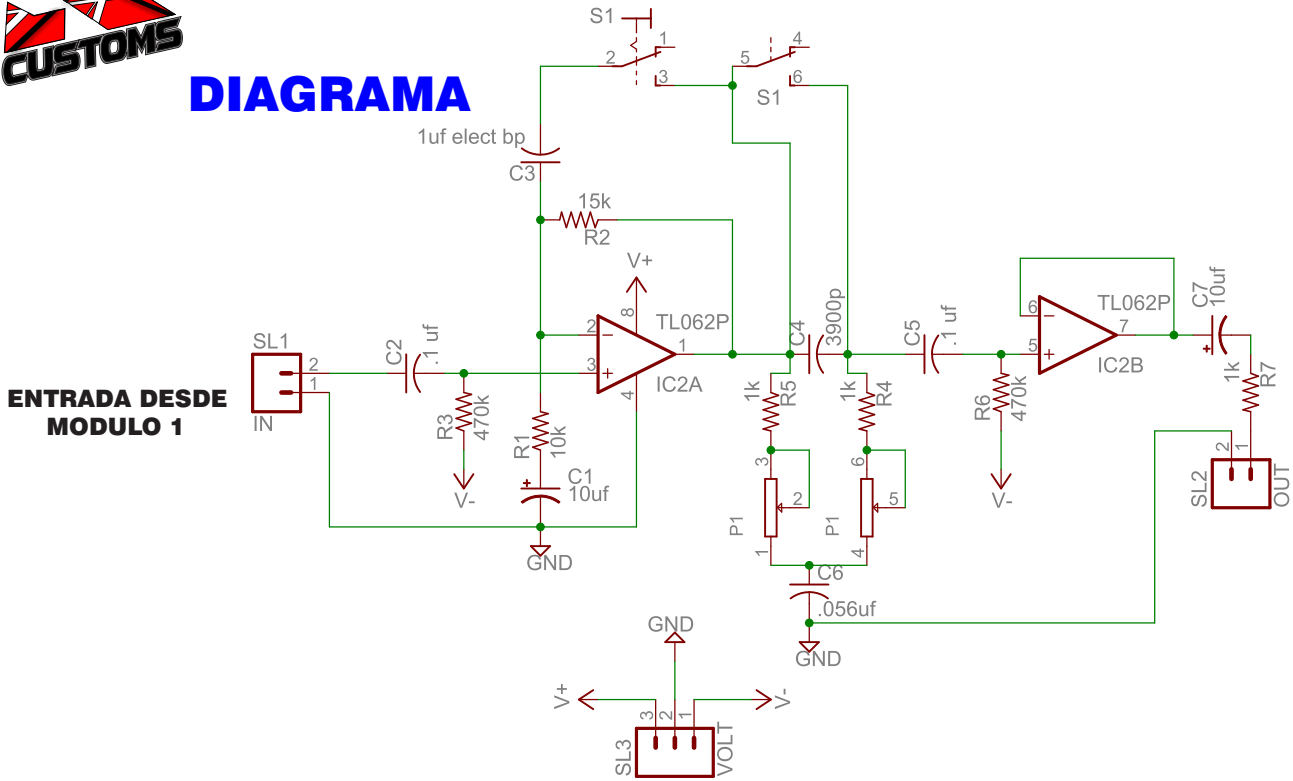 CUSTOMS
DIAGRAMA
S1
2
1
3
5
4
6
S1
1uf elect bp
C3
15k
R2
V+
8
TL062P
2
3
1
4
IC2A
SL1
2
1
IN
ENTRADA DESDE
MODULO 1
C2
.1 uf
R3
470k
V-
R1
10k
C1
10uf
GND
C4
3900p
R5
1k
R4
1k
3
2
1
P1
6
5
4
P1
C6
.056uf
GND
C5
.1 uf
R6
470k
V-
6
5
7
TL062P
IC2B
C7
10uf
R7
1k
2
1
SL2
OUT
GND
V+
V-
3
2
1
SL3
VOLT